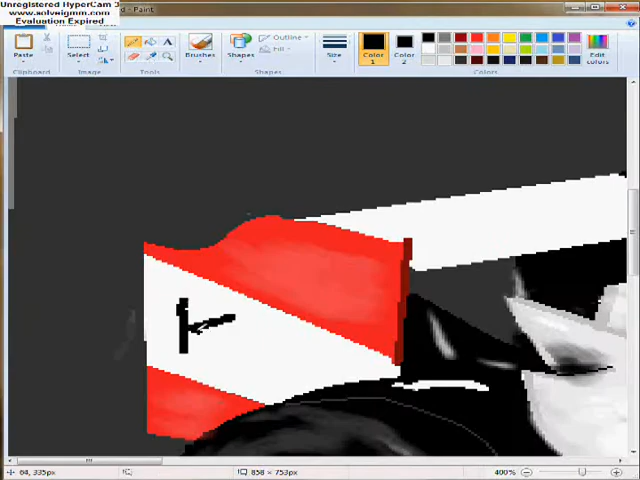 Unregistered HyperCam 3
www.solveigmm.com
Evaluation Expired
- Paint
Paste
Select
Brushes
Shapes
Outline
Fill
Size
Color 1
Color 2
Edit colors
Clipboard
Image
Tools
Shapes
Colors
64, 335px
858 × 753px
400%